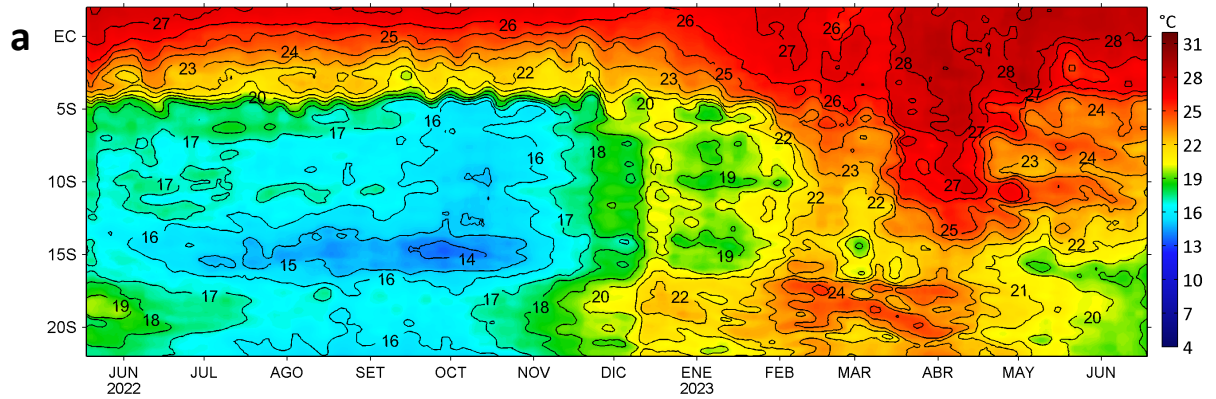 a
°C
EC
5S
10S
15S
20S
27 26 25 24 23 22 20
17 16 17 17 16 16
17 16 15 14 16
19 18 17 16 17 18 20
18 17 20 19 19 22
26 27 26 28 28 28
25 23 26 27 24
22 23 27 23 24
22 22 27 25 22
24 21 20
31
28
25
22
19
16
13
10
7
4
JUN JUL AGO SET OCT NOV DIC ENE FEB MAR ABR MAY JUN
2022 2023